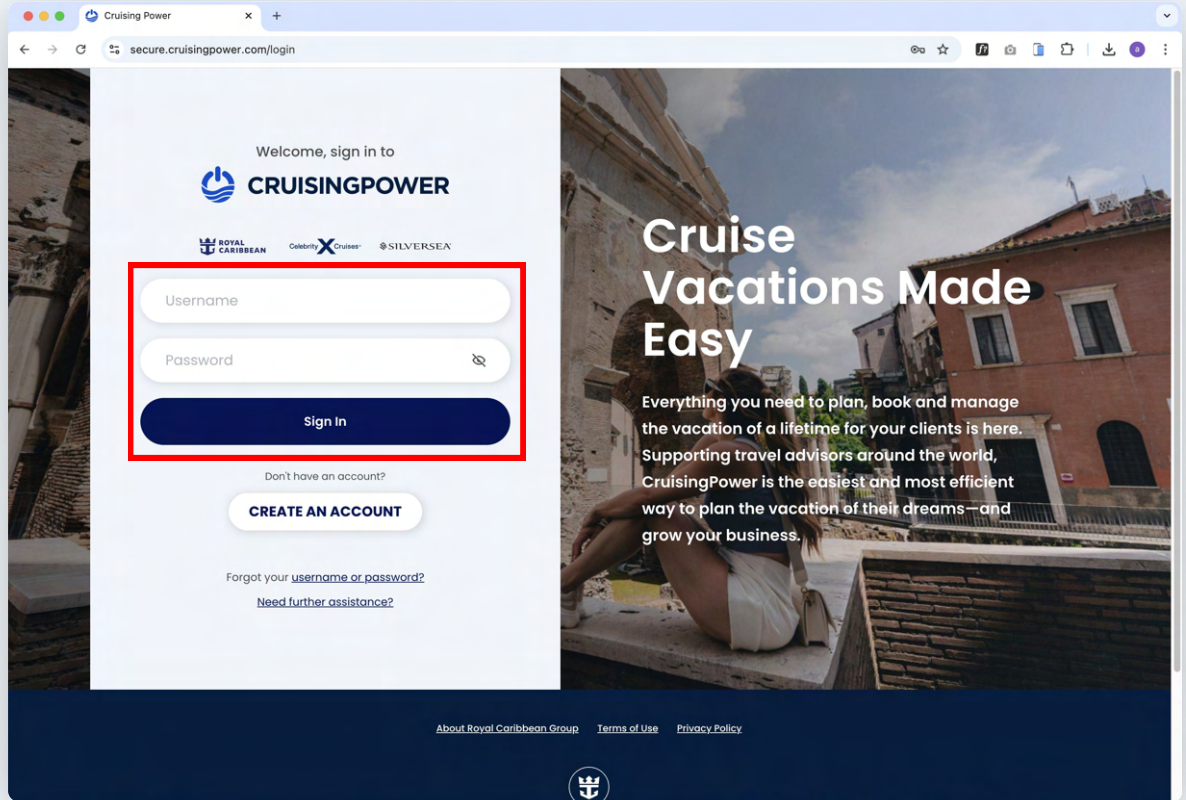 Cruising Power
secure.cruisingpower.com/login
a
Welcome, sign in to
CRUISINGPOWER
ROYAL
CARIBBEAN
Celebrity X Cruises
SILVERSEA
Username
Password
Sign In
Don't have an account?
CREATE AN ACCOUNT
Forgot your username or password?
Need further assistance?
Cruise
Vacations Made
Easy
Everything you need to plan, book and manage
the vacation of a lifetime for your clients is here.
Supporting travel advisors around the world,
CruisingPower is the easiest and most efficient
way to plan the vacation of their dreams—and
grow your business.
About Royal Caribbean Group Terms of Use Privacy Policy